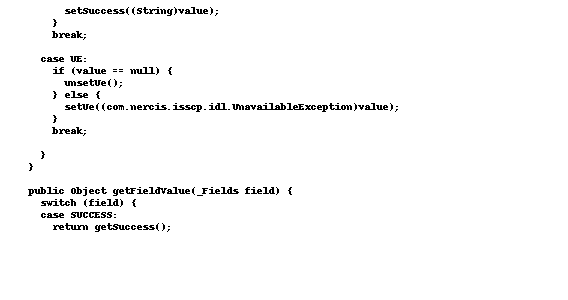 setSuccess((String)value);
}
break;
case UE:
if (value == null) {
unsetUe();
} else {
setUe((com.nercis.isscp.idl.UnavailableException)value);
}
break;
}
}
public Object getFieldValue(_Fields field) {
switch (field) {
case SUCCESS:
return getSuccess();